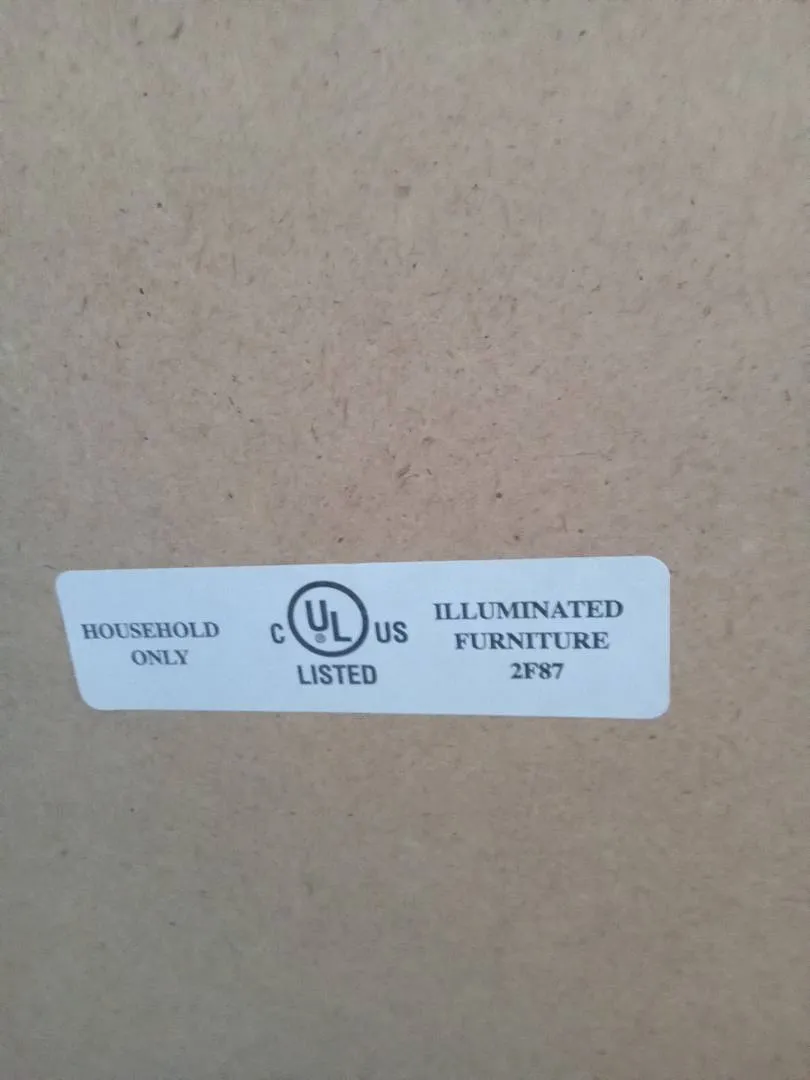 HOUSEHOLD
ONLY
C UL® US
LISTED
ILLUMINATED
FURNITURE
2F87